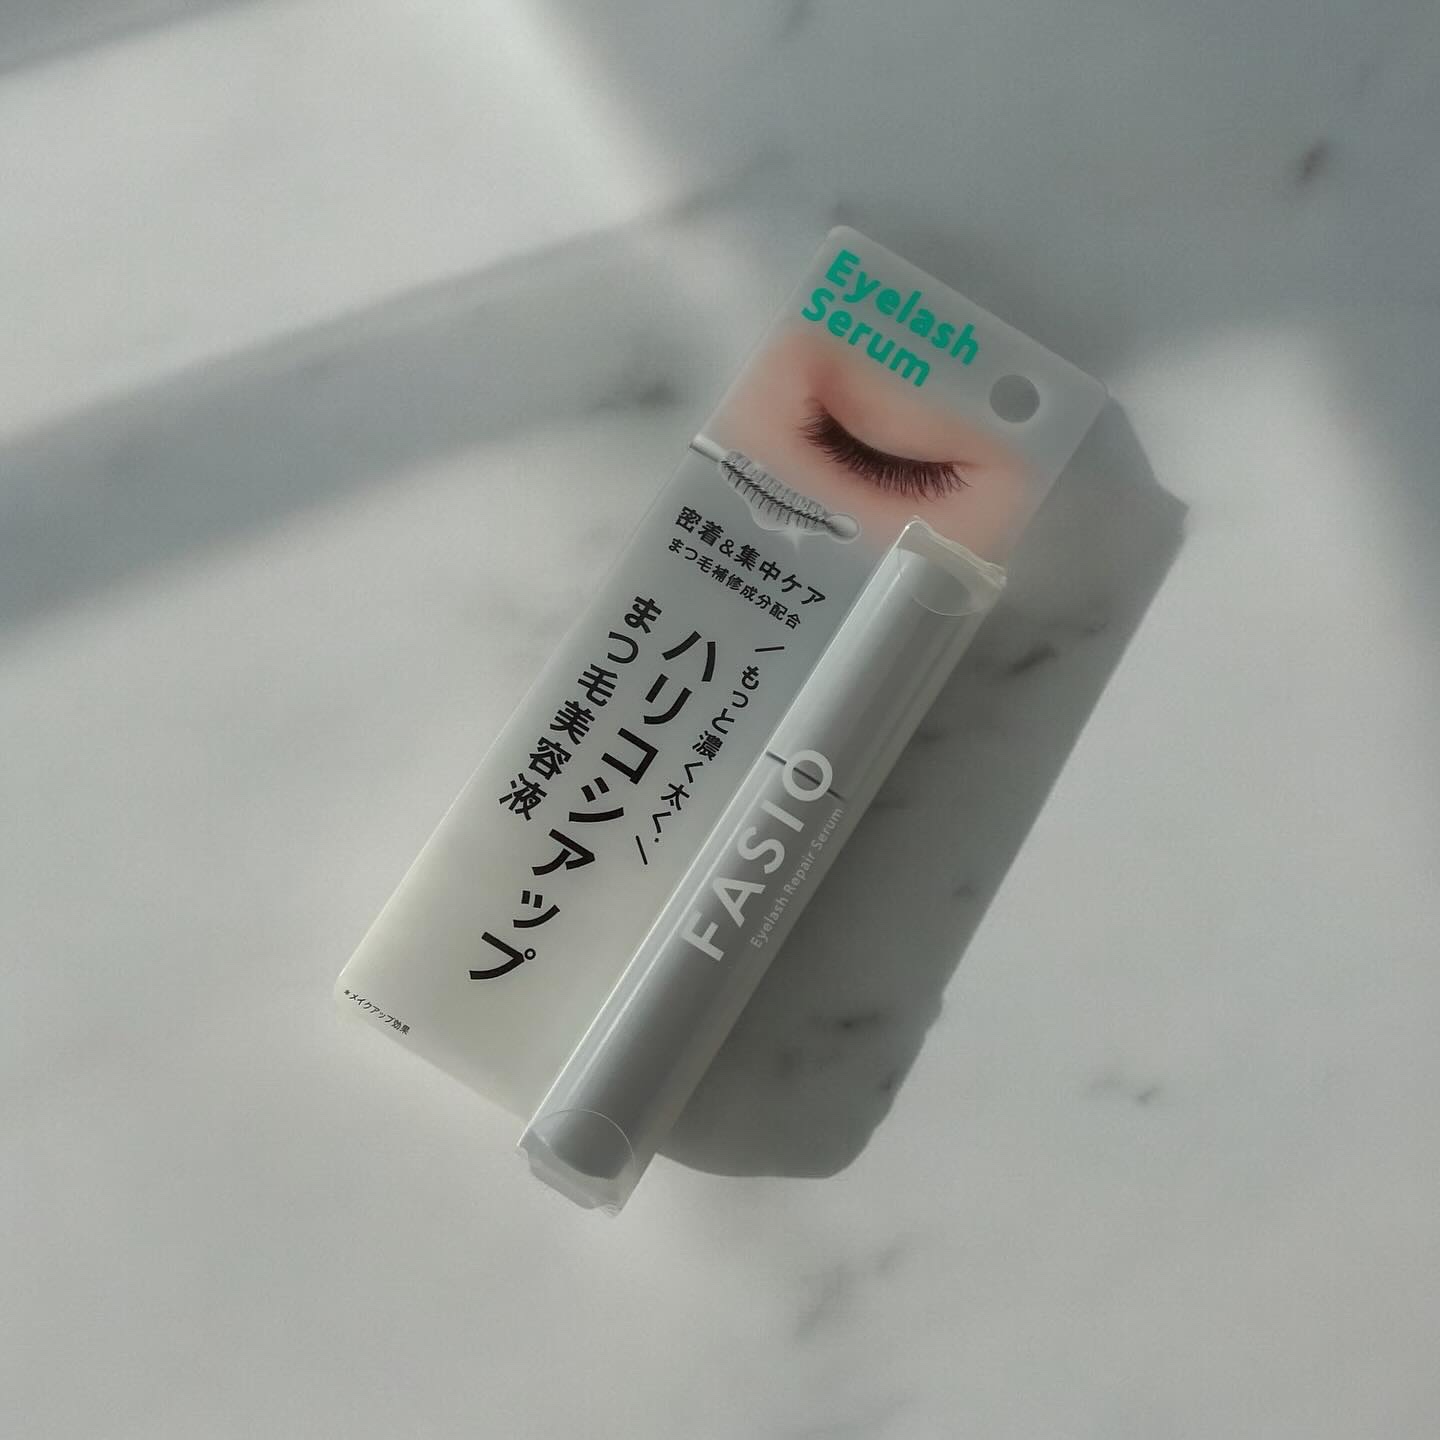 Eyelash
Serum
密着&集中ケア
まつ毛補修成分配合
もっと濃く太く.
ハリコシアップ
まつ毛美容液
*メイクアップ効果
FASIO
Eyelash Repair Serum